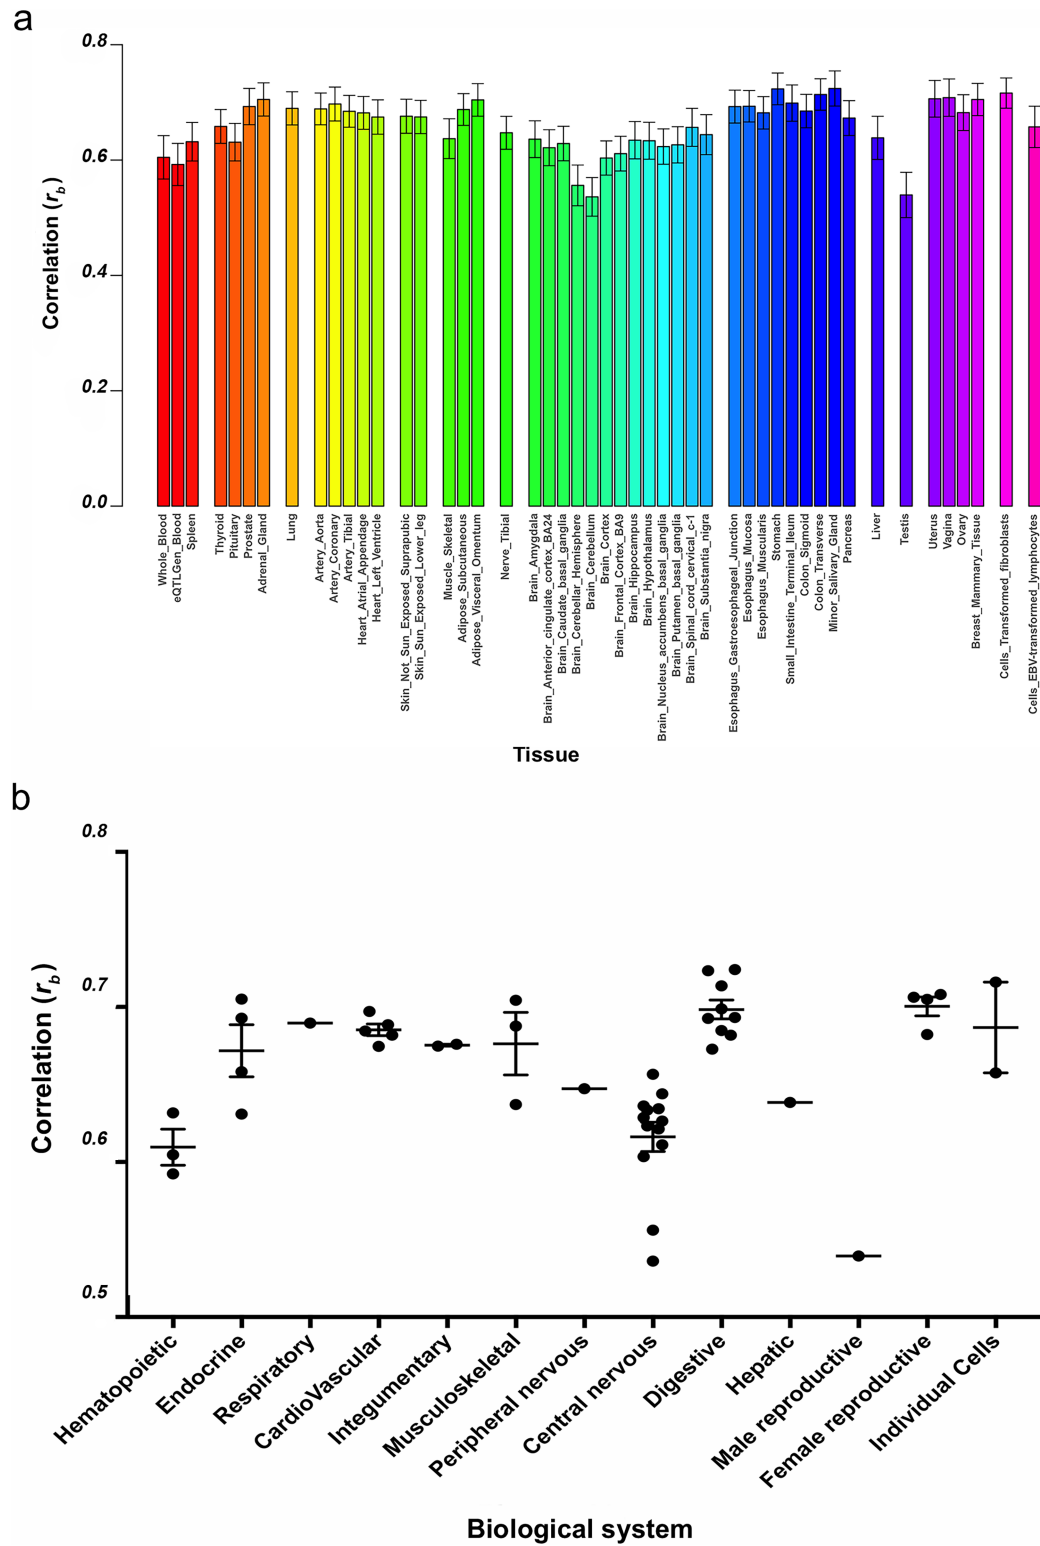 a
0.8
0.6
0.4
0.2
0.0
Correlation (rb)
Whole_Blood
eQTLGen_Blood
Spleen
Thyroid
Pituitary
Prostate
Adrenal_Gland
Lung
Artery_Aorta
Artery_Coronary
Artery_Tibial
Heart_Atrial_Appendage
Heart_Left_Ventricle
Skin_Not_Sun_Exposed_Suprapubic
Skin_Sun_Exposed_Lower_leg
Muscle_Skeletal
Adipose_Subcutaneous
Adipose_Visceral_Omentum
Nerve_Tibial
Brain_Amygdala
Brain_Anterior_cingulate_cortex_BA24
Brain_Caudate_basal_ganglia
Brain_Cerebellar_Hemisphere
Brain_Cerebellum
Brain_Cortex
Brain_Frontal_Cortex_BA9
Brain_Hippocampus
Brain_Hypothalamus
Brain_Nucleus_accumbens_basal_ganglia
Brain_Putamen_basal_ganglia
Brain_Spinal_cord_cervical_c-1
Brain_Substantia_nigra
Esophagus_Gastroesophageal_Junction
Esophagus_Mucosa
Esophagus_Muscularis
Stomach
Small_Intestine_Terminal_Ileum
Colon_Sigmoid
Colon_Transverse
Minor_Salivary_Gland
Pancreas
Liver
Testis
Uterus
Vagina
Ovary
Breast_Mammary_Tissue
Cells_Transformed_fibroblasts
Cells_EBV-transformed_lymphocytes
Tissue
b
0.8
0.7
0.6
0.5
Correlation (rb)
Hematopoietic
Endocrine
Respiratory
CardioVascular
Integumentary
Musculoskeletal
Peripheral nervous
Central nervous
Digestive
Hepatic
Male reproductive
Female reproductive
Individual Cells
Biological system